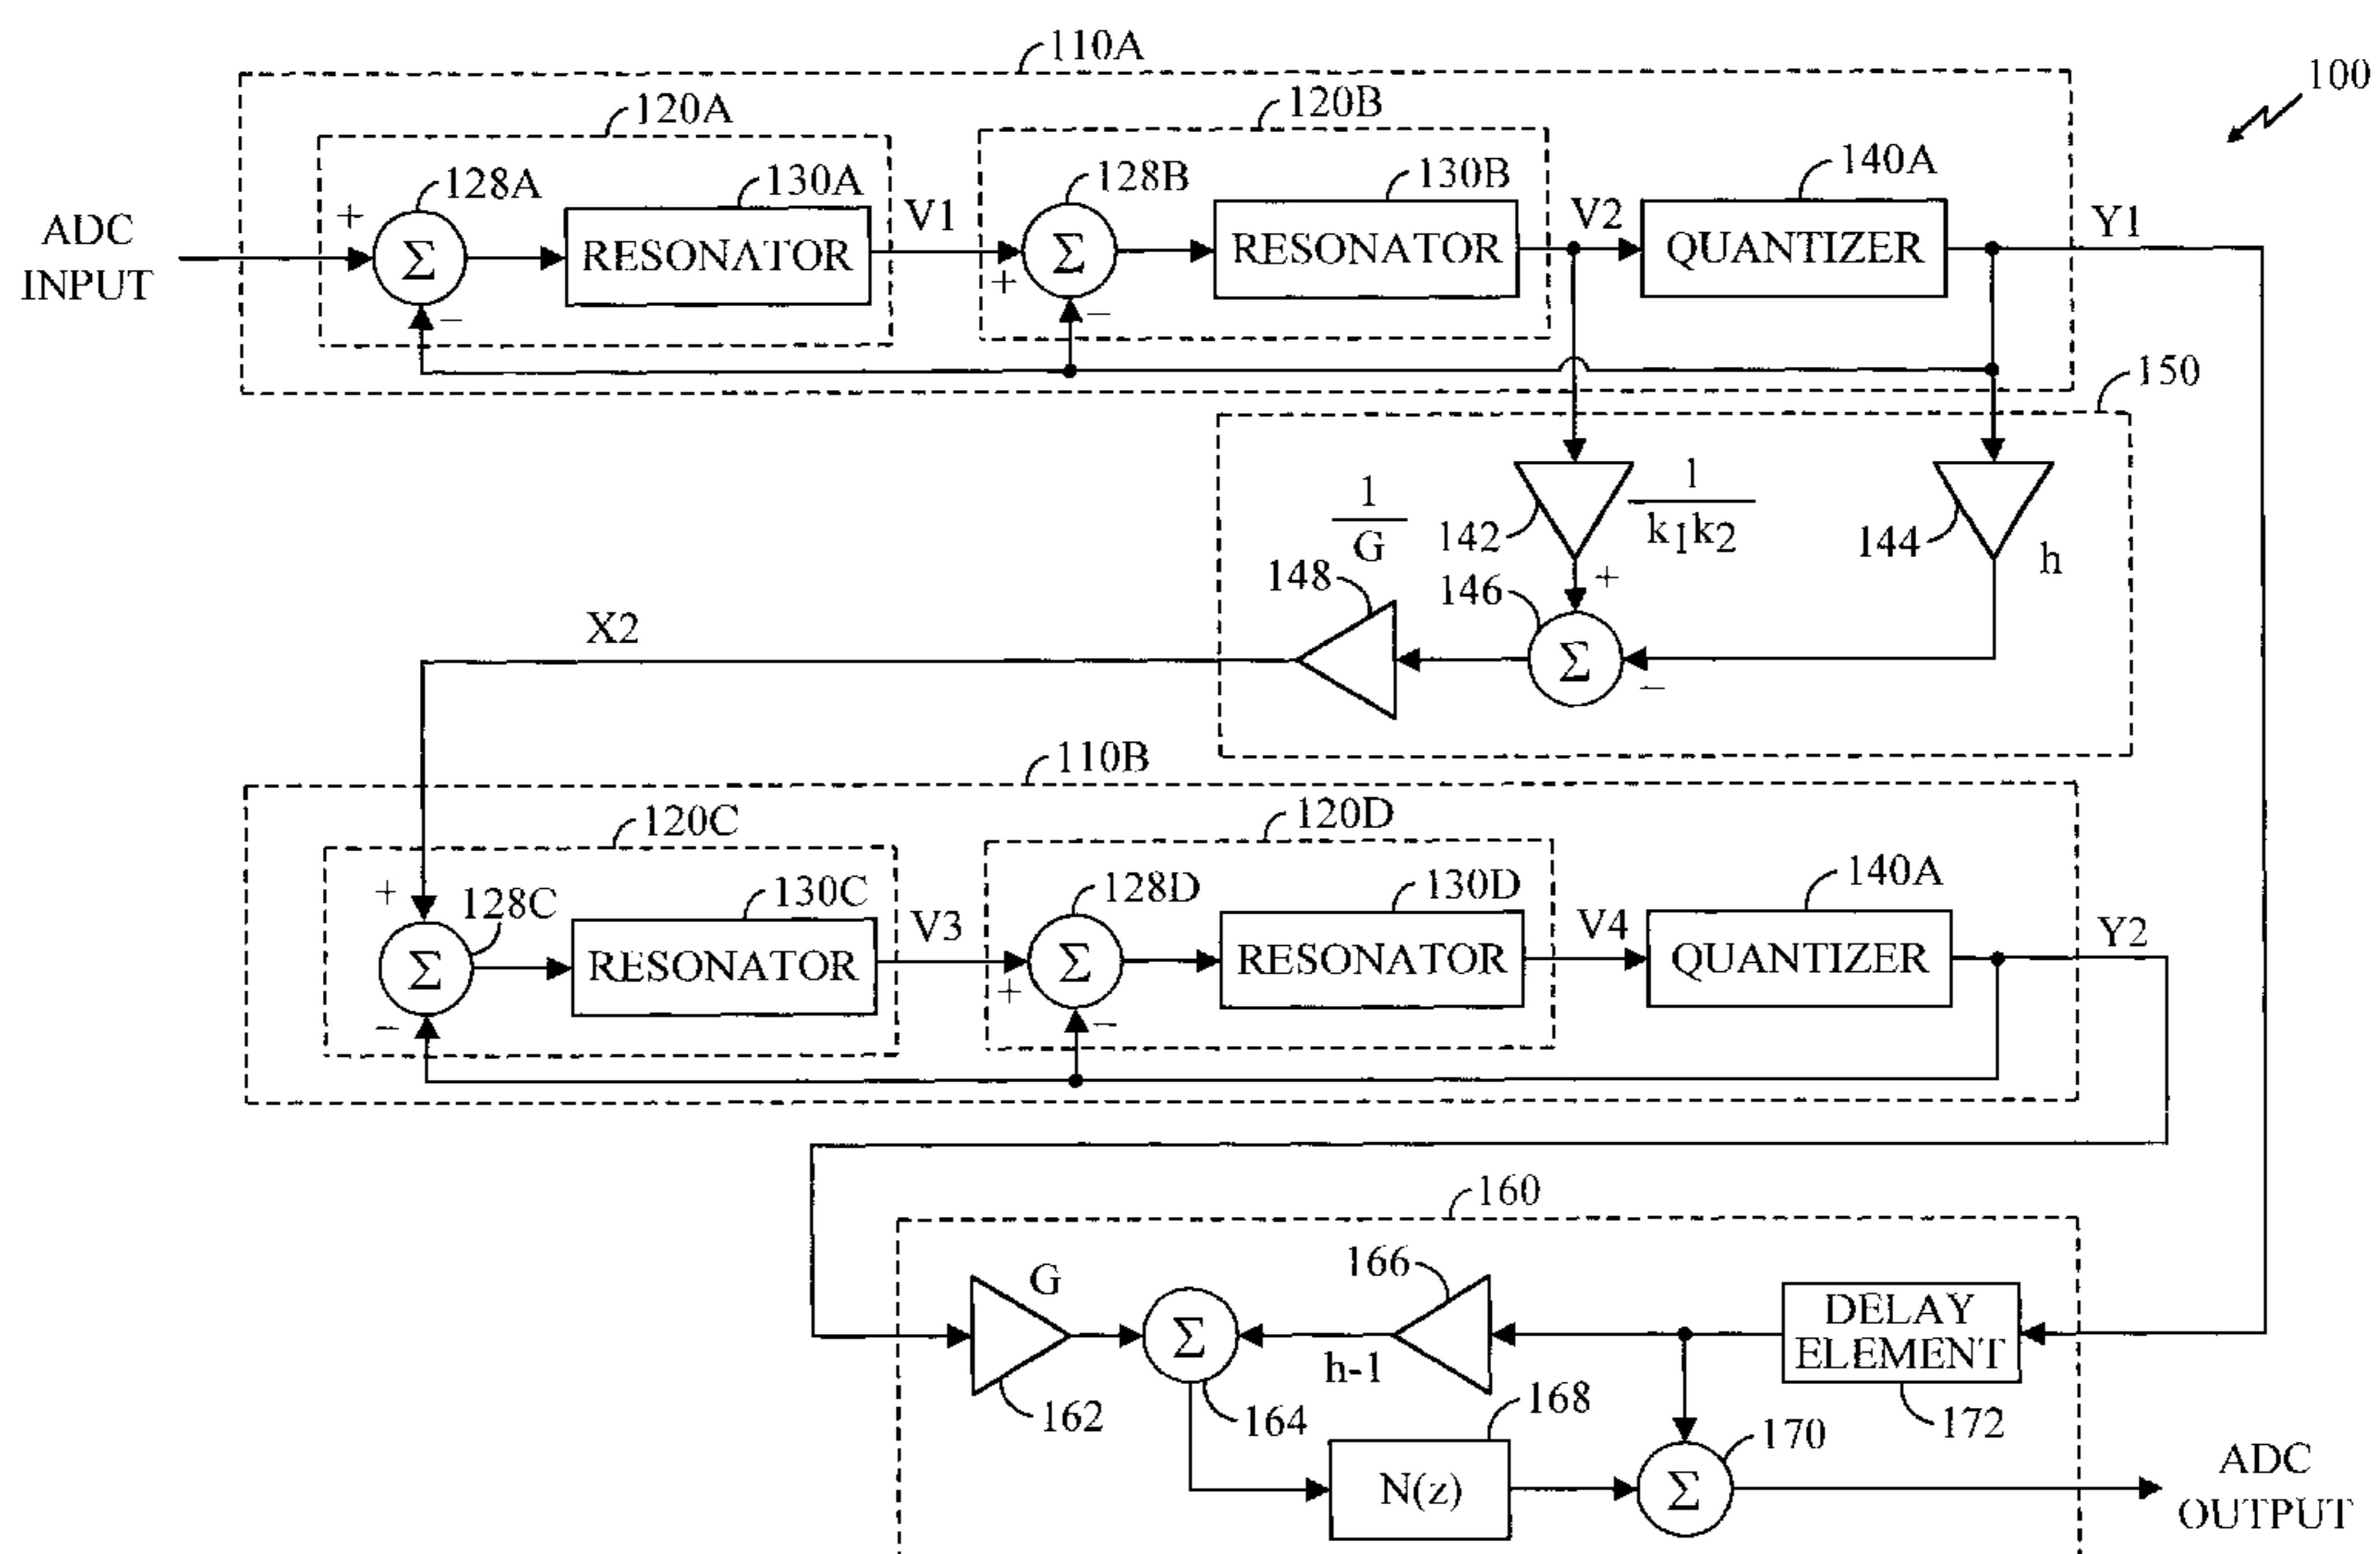 110A
100
120A
120B
128A
130A
128B
130B
140A
ADC
INPUT
+
Σ
RESONATOR
V1
+
Σ
RESONATOR
V2
QUANTIZER
Y1
−
−
150
1
G
142
1
k1k2
144
h
148
146
+
X2
Σ
−
110B
120C
120D
+
128C
130C
128D
130D
140A
Σ
RESONATOR
V3
+
Σ
RESONATOR
V4
QUANTIZER
Y2
−
−
160
G
166
Σ
h-1
DELAY
ELEMENT
162
164
168
170
172
N(z)
Σ
ADC
OUTPUT